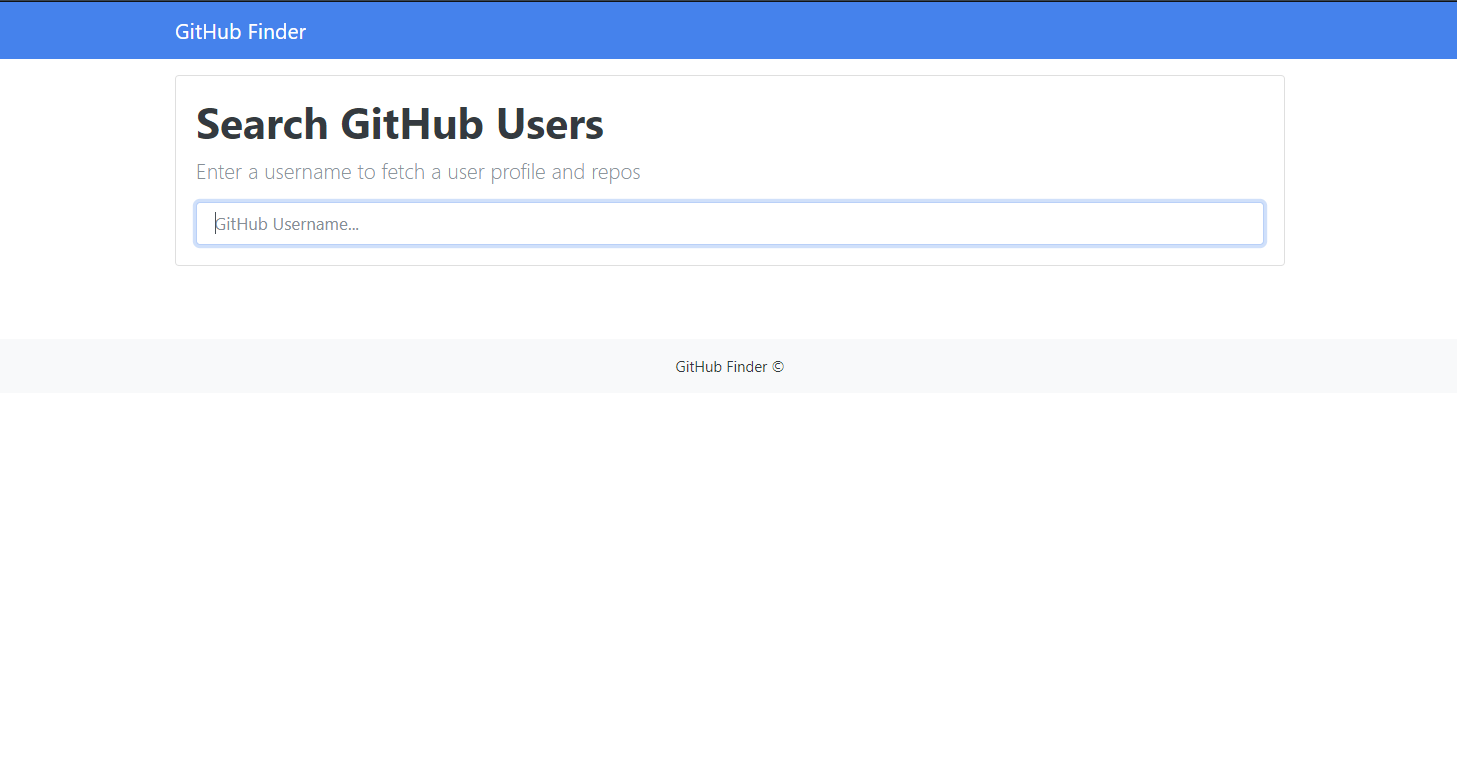 GitHub Finder
Search GitHub Users
Enter a username to fetch a user profile and repos
GitHub Username...
GitHub Finder ©